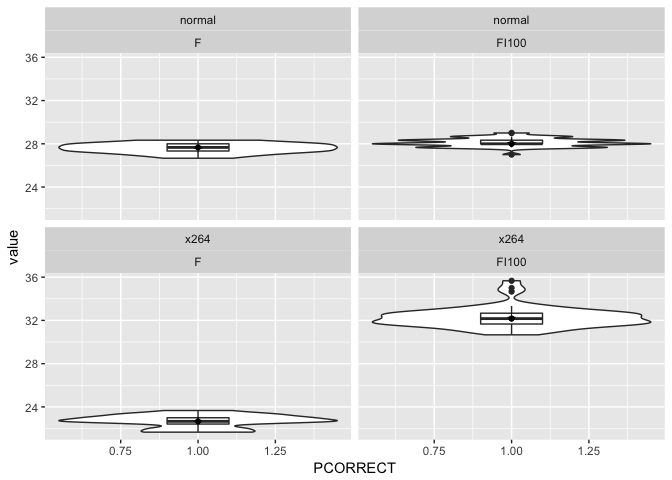 normal
normal
F
FI100
36
32
28
24
x264
x264
F
FI100
36
32
28
24
value
0.75
1.00
1.25
0.75
1.00
1.25
PCORRECT